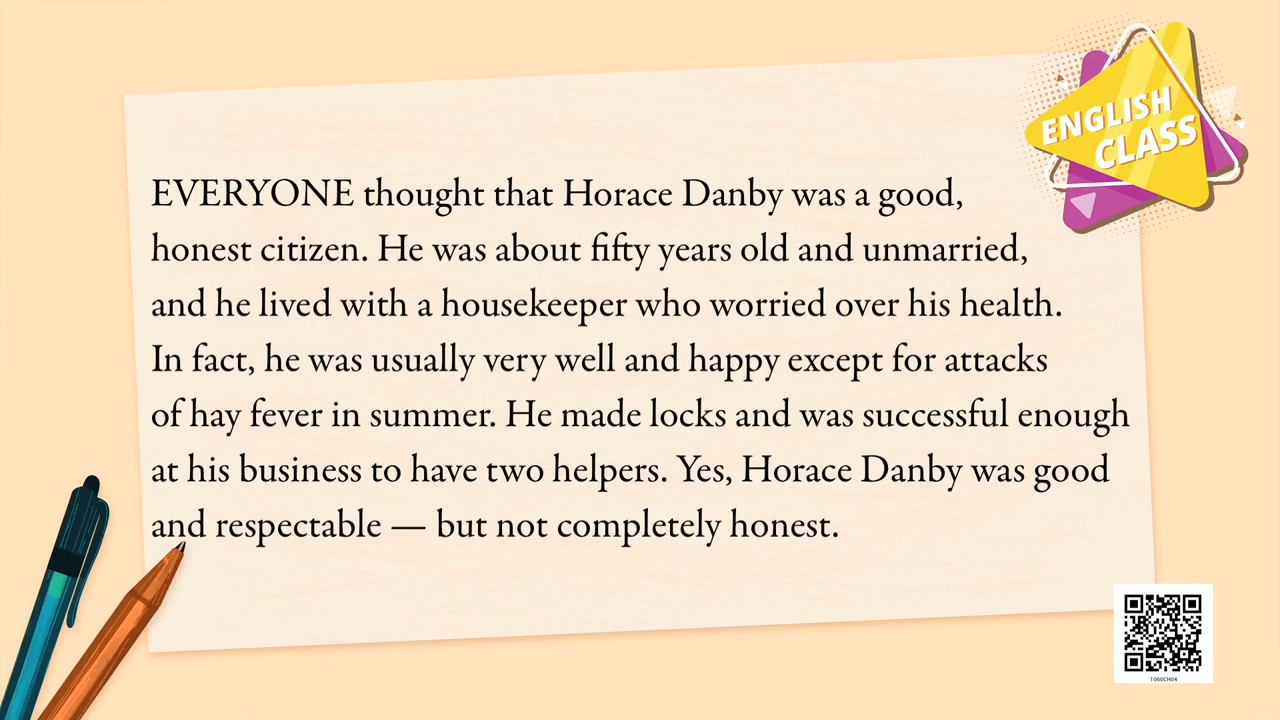 ENGLISH
CLASS
EVERYONE thought that Horace Danby was a good,
honest citizen. He was about fifty years old and unmarried,
and he lived with a housekeeper who worried over his health.
In fact, he was usually very well and happy except for attacks
of hay fever in summer. He made locks and was successful enough
at his business to have two helpers. Yes, Horace Danby was good
and respectable — but not completely honest.
1060CH04